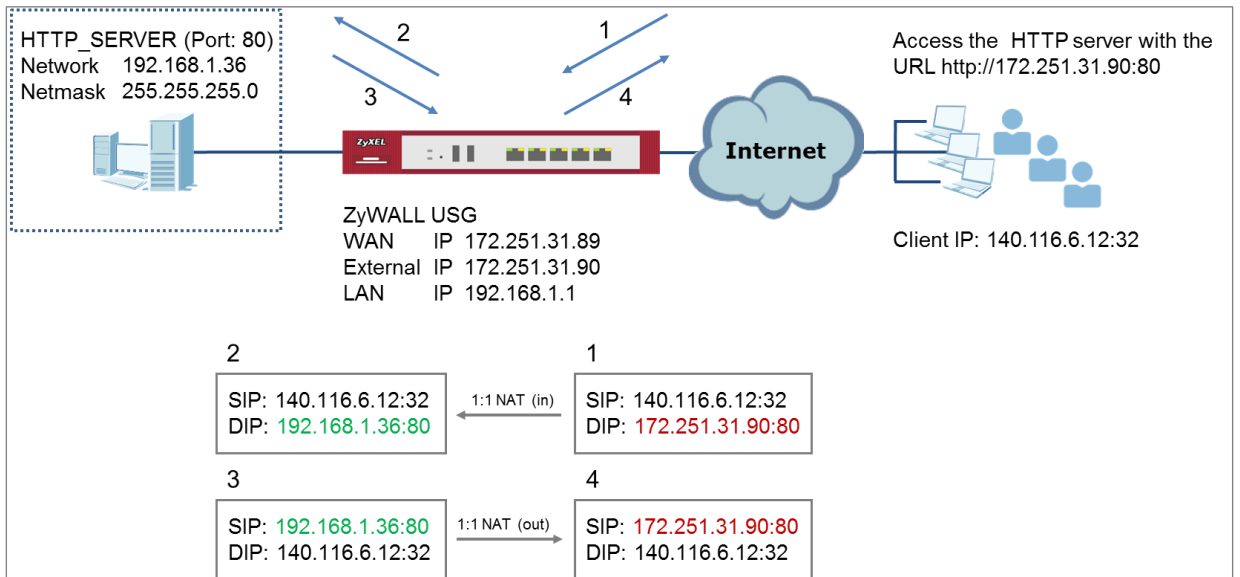 HTTP_SERVER (Port: 80)
Network 192.168.1.36
Netmask 255.255.255.0
2
1
3
4
ZyXEL
Internet
Access the HTTP server with the
URL http://172.251.31.90:80
Client IP: 140.116.6.12:32
ZyWALL USG
WAN IP 172.251.31.89
External IP 172.251.31.90
LAN IP 192.168.1.1
2
SIP: 140.116.6.12:32
DIP: 192.168.1.36:80
1:1 NAT (in)
1
SIP: 140.116.6.12:32
DIP: 172.251.31.90:80
3
SIP: 192.168.1.36:80
DIP: 140.116.6.12:32
1:1 NAT (out)
4
SIP: 172.251.31.90:80
DIP: 140.116.6.12:32